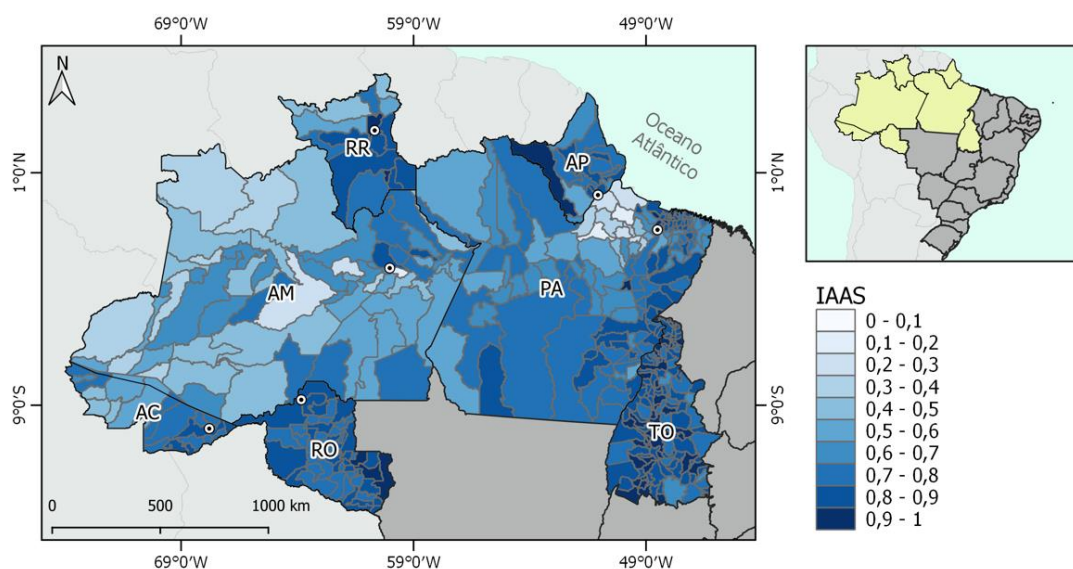 69°0'W 59°0'W 49°0'W
N
Oceano
Atlântico
RR
AP
1°0'N
1°0'N
AM
PA
IAAS
0 - 0,1
0,1 - 0,2
0,2 - 0,3
0,3 - 0,4
0,4 - 0,5
0,5 - 0,6
0,6 - 0,7
0,7 - 0,8
0,8 - 0,9
0,9 - 1
9°0'S
9°0'S
AC
RO
TO
0 500 1000 km
69°0'W 59°0'W 49°0'W